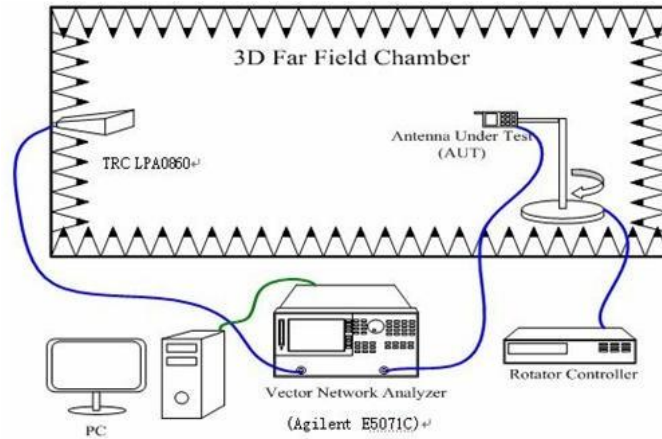 3D Far Field Chamber
TRC LPA0860↵
Antenna Under Test
(AUT)
PC
Vector Network Analyzer
(Agilent E5071C)↵
Rotator Controller